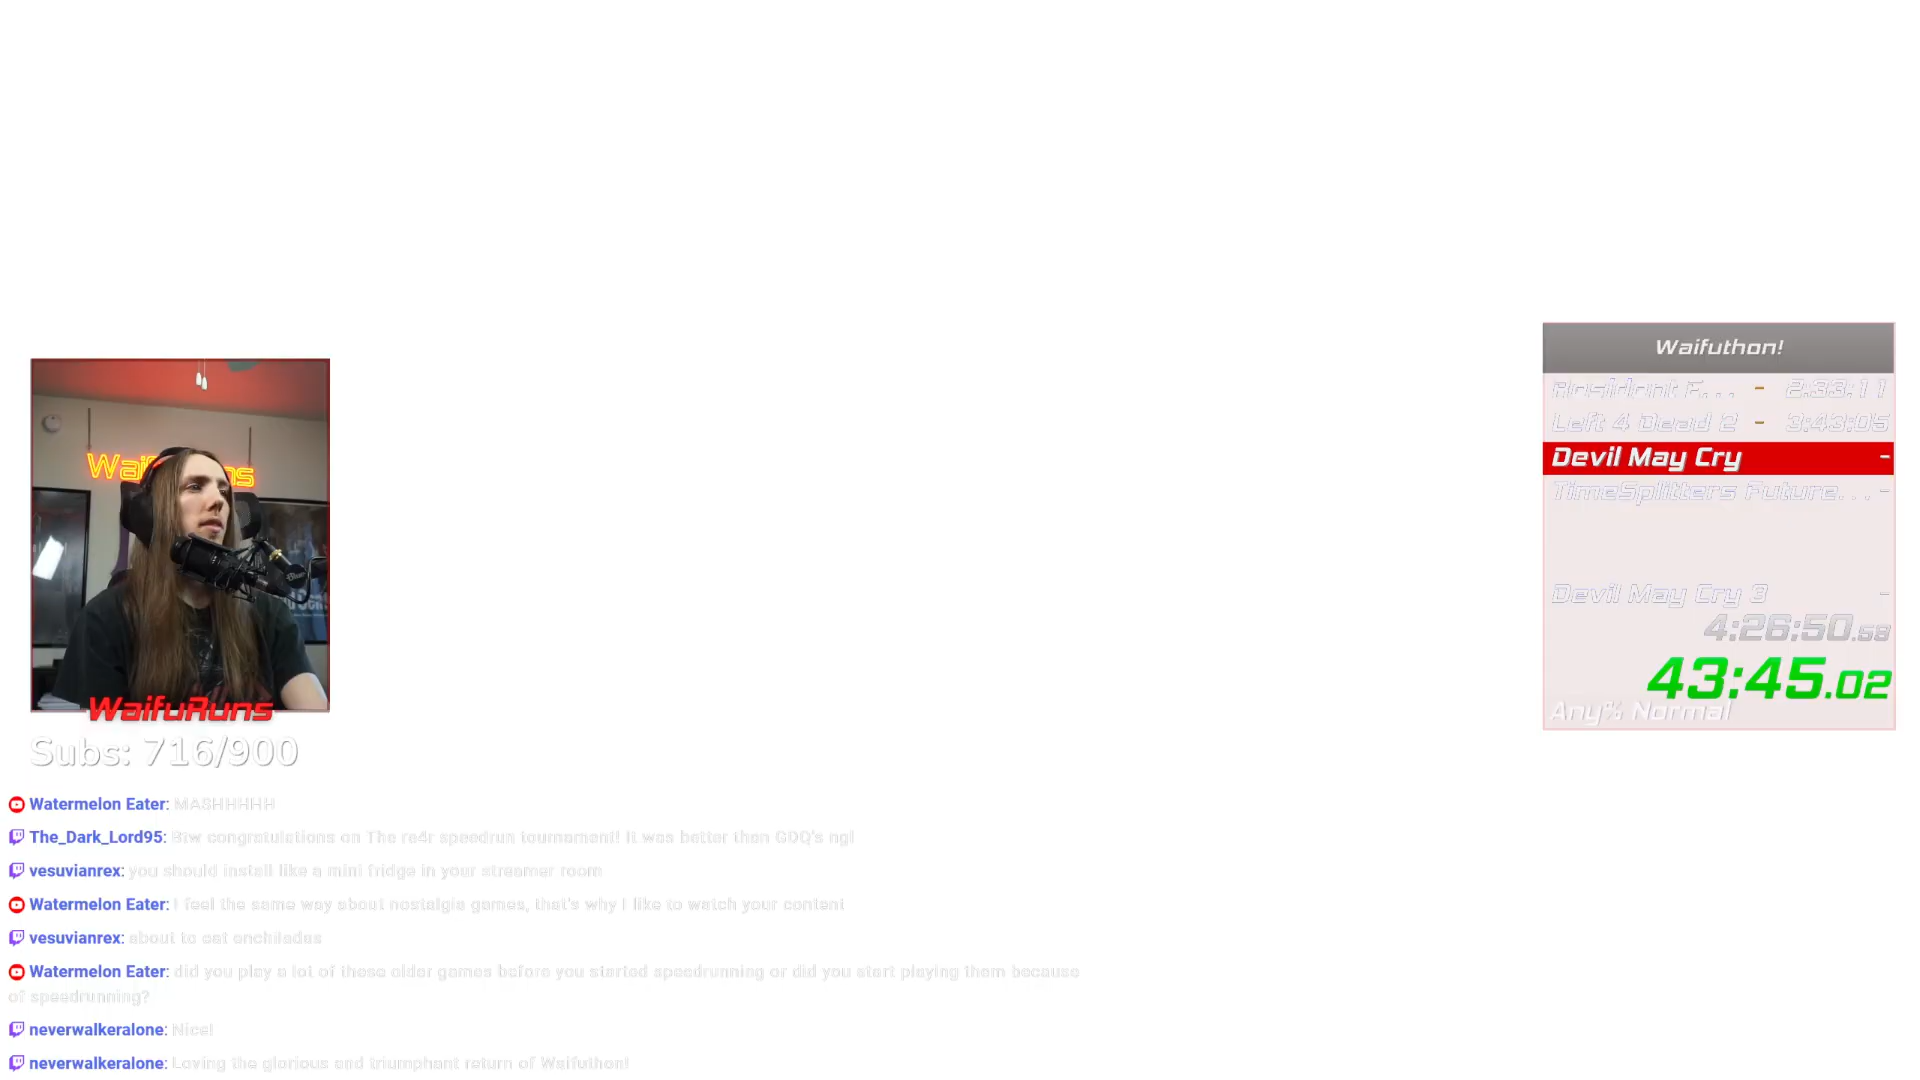 Waifuthon!
Resident E... - 2:33:11
Left 4 Dead 2 - 3:43:05
Devil May Cry -
TimeSplitters Future... -
Devil May Cry 3 -
4:26:50.58
43:45.02
Any% Normal
WaifuRuns
Subs: 716/900
Watermelon Eater: MASHHHHH
The_Dark_Lord95: Btw congratulations on The re4r speedrun tournament! It was better than GDQ's ngl
vesuvianrex: you should install like a mini fridge in your streamer room
Watermelon Eater: I feel the same way about nostalgia games, that's why I like to watch your content
vesuvianrex: about to eat enchiladas
Watermelon Eater: did you play a lot of these older games before you started speedrunning or did you start playing them because
of speedrunning?
neverwalkeralone: Nice!
neverwalkeralone: Loving the glorious and triumphant return of Waifuthon!